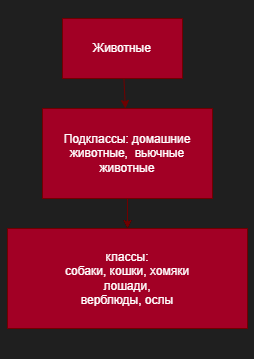 Животные
Подклассы: домашние
животные,  вьючные
животные
классы:
собаки, кошки, хомяки
лошади,
верблюды, ослы